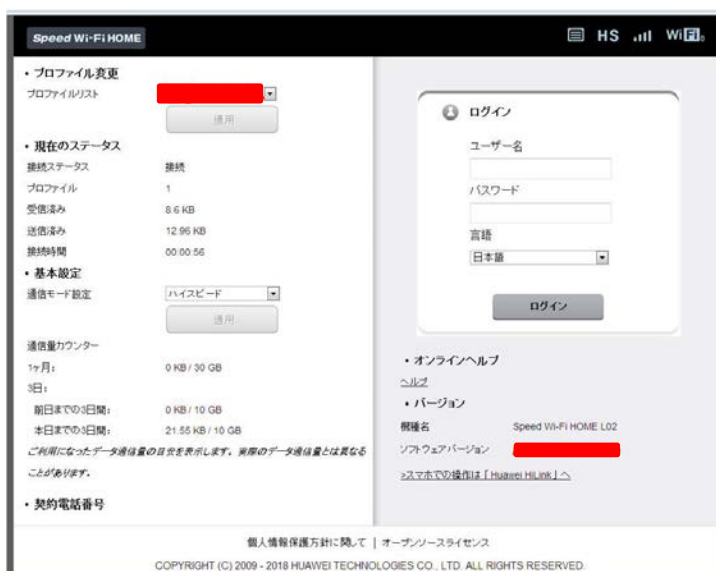 Speed Wi-Fi HOME
HS
WiFi
・プロファイル変更
プロファイルリスト
適用
・現在のステータス
接続ステータス 接続
プロファイル 1
受信済み 8.6 KB
送信済み 12.96 KB
接続時間 00:00:56
・基本設定
通信モード設定 ハイスピード
適用
通信量カウンター
1ヶ月: 0 KB / 30 GB
3日:
前日までの3日間: 0 KB / 10 GB
本日までの3日間: 21.55 KB / 10 GB
ご利用になったデータ通信量の目安を表示します。実際のデータ通信量とは異なる
ことがあります。
・契約電話番号
ログイン
ユーザー名
パスワード
言語
日本語
ログイン
・オンラインヘルプ
ヘルプ
・バージョン
機種名 Speed Wi-Fi HOME L02
ソフトウェアバージョン
>スマホでの操作は「Huawei HiLink」へ
個人情報保護方針に関して | オープンソースライセンス
COPYRIGHT (C) 2009 - 2018 HUAWEI TECHNOLOGIES CO., LTD. ALL RIGHTS RESERVED.